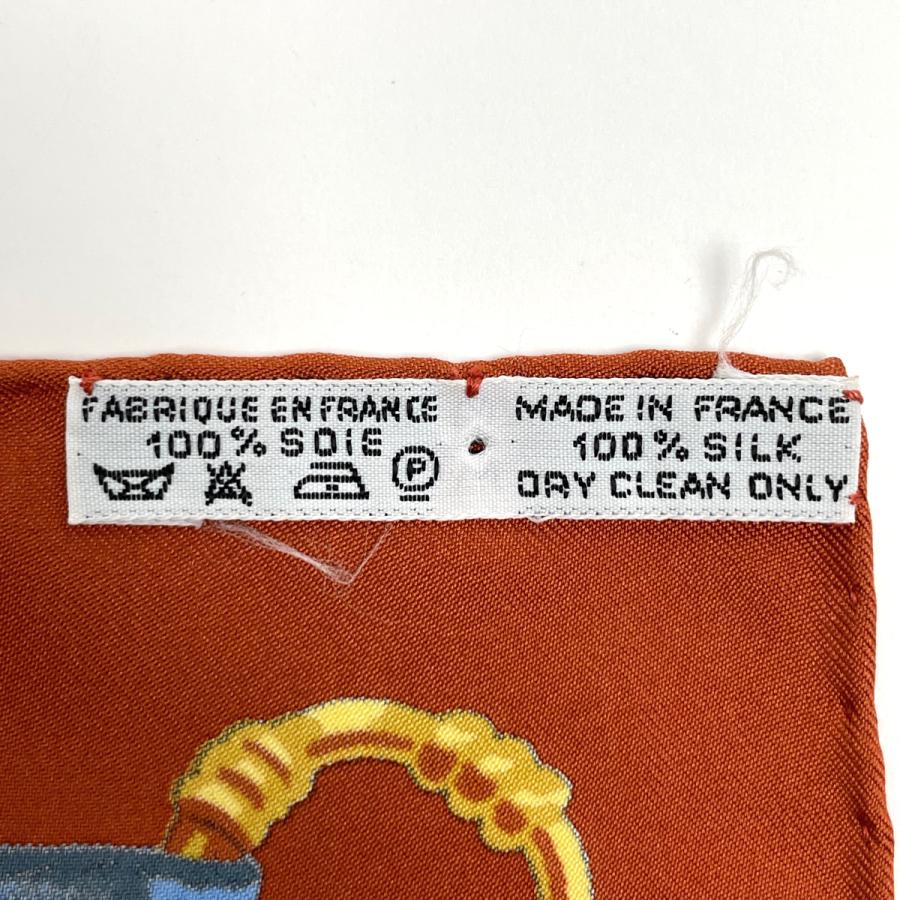 FABRIQUE EN FRANCE
100% SOIE
P
MADE IN FRANCE
100% SILK
DRY CLEAN ONLY